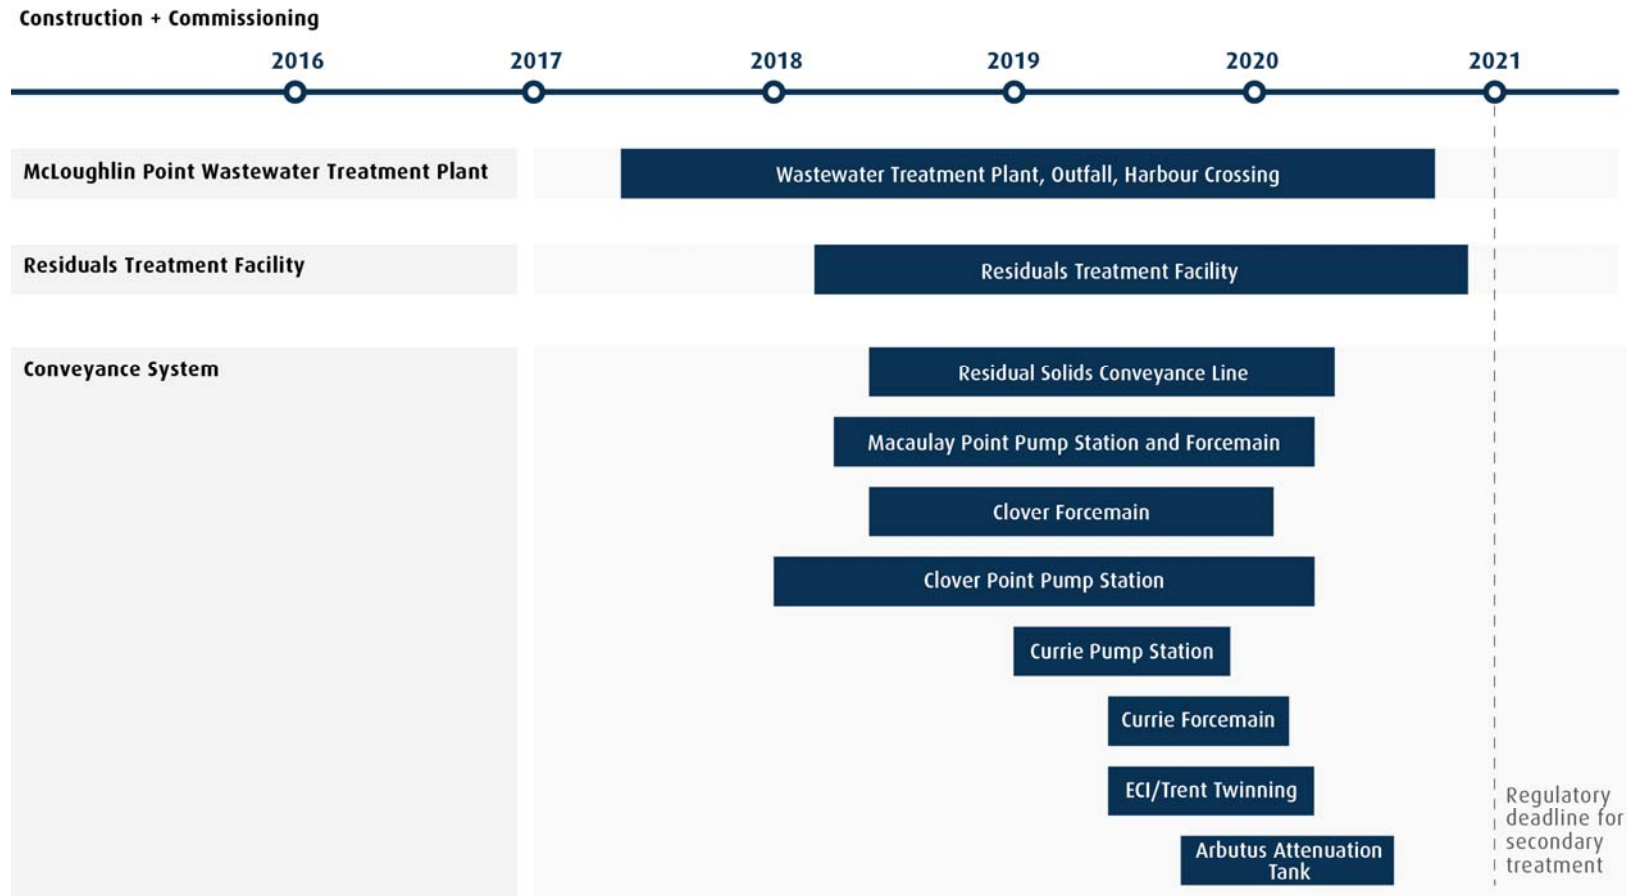 Construction + Commissioning
2016 2017 2018 2019 2020 2021
McLoughlin Point Wastewater Treatment Plant
Wastewater Treatment Plant, Outfall, Harbour Crossing
Residuals Treatment Facility
Residuals Treatment Facility
Conveyance System
Residual Solids Conveyance Line
Macaulay Point Pump Station and Forcemain
Clover Forcemain
Clover Point Pump Station
Currie Pump Station
Currie Forcemain
ECI/Trent Twinning
Arbutus Attenuation
Tank
Regulatory
deadline for
secondary
treatment